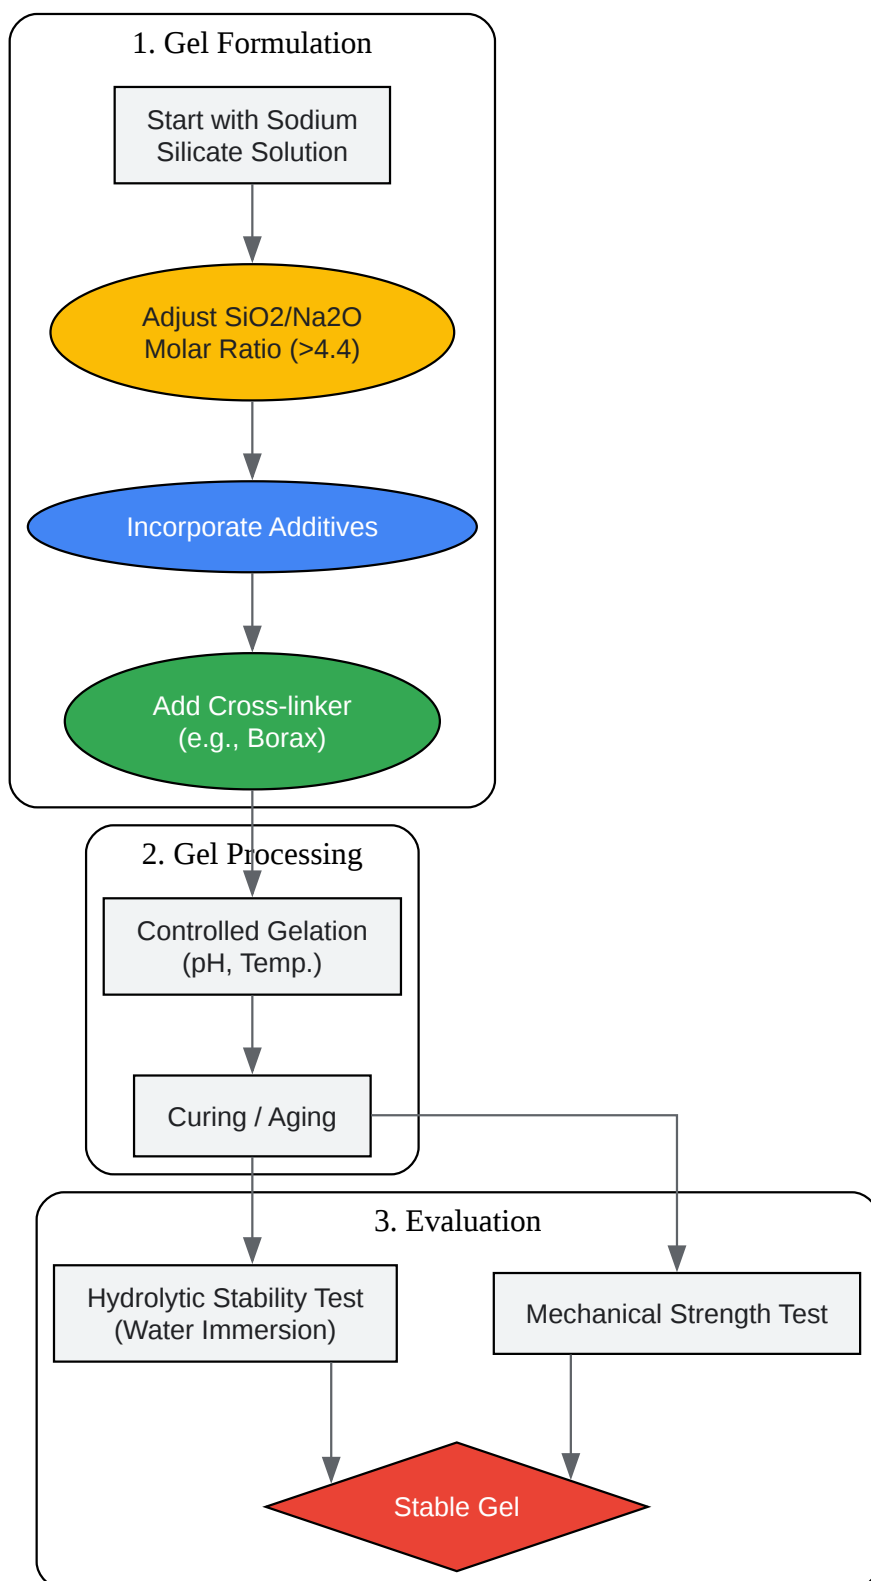 1. Gel Formulation
Start with Sodium
Silicate Solution
Adjust SiO2/Na2O
Molar Ratio (>4.4)
Incorporate Additives
Add Cross-linker
(e.g., Borax)
2. Gel Processing
Controlled Gelation
(pH, Temp.)
Curing / Aging
3. Evaluation
Hydrolytic Stability Test
(Water Immersion)
Mechanical Strength Test
Stable Gel